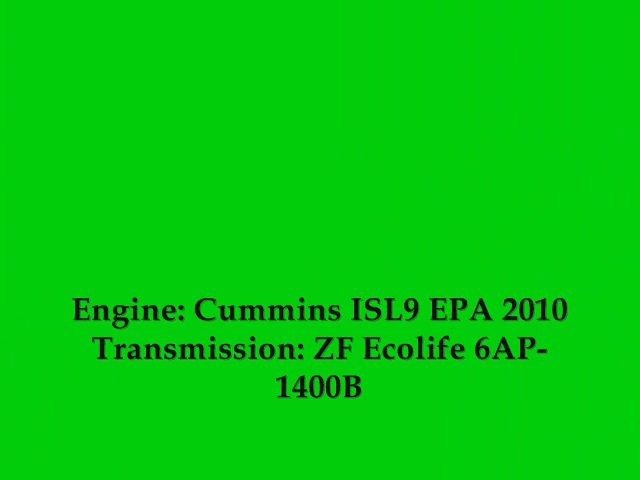 Engine: Cummins ISL9 EPA 2010
Transmission: ZF Ecolife 6AP-
1400B